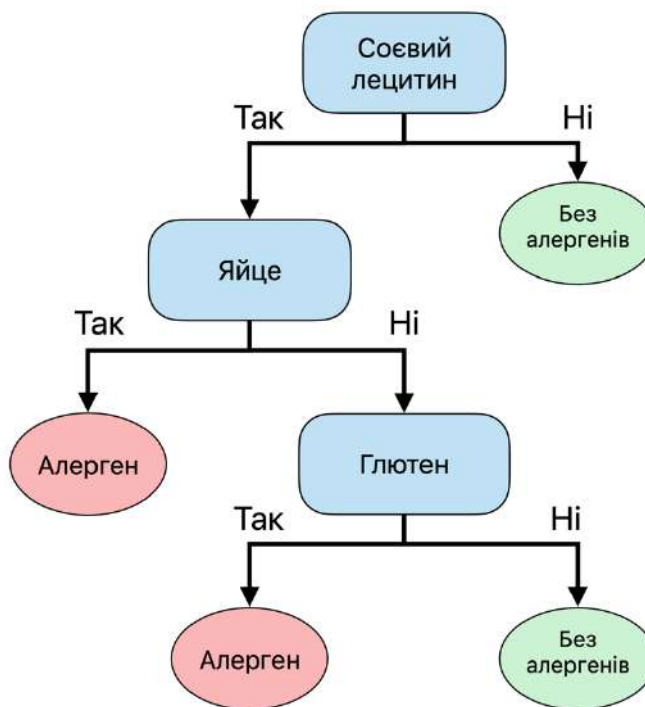 Соєвий
лецитин
Так
Ні
Без
алергенів
Яйце
Так
Ні
Алерген
Глютен
Так
Ні
Алерген
Без
алергенів